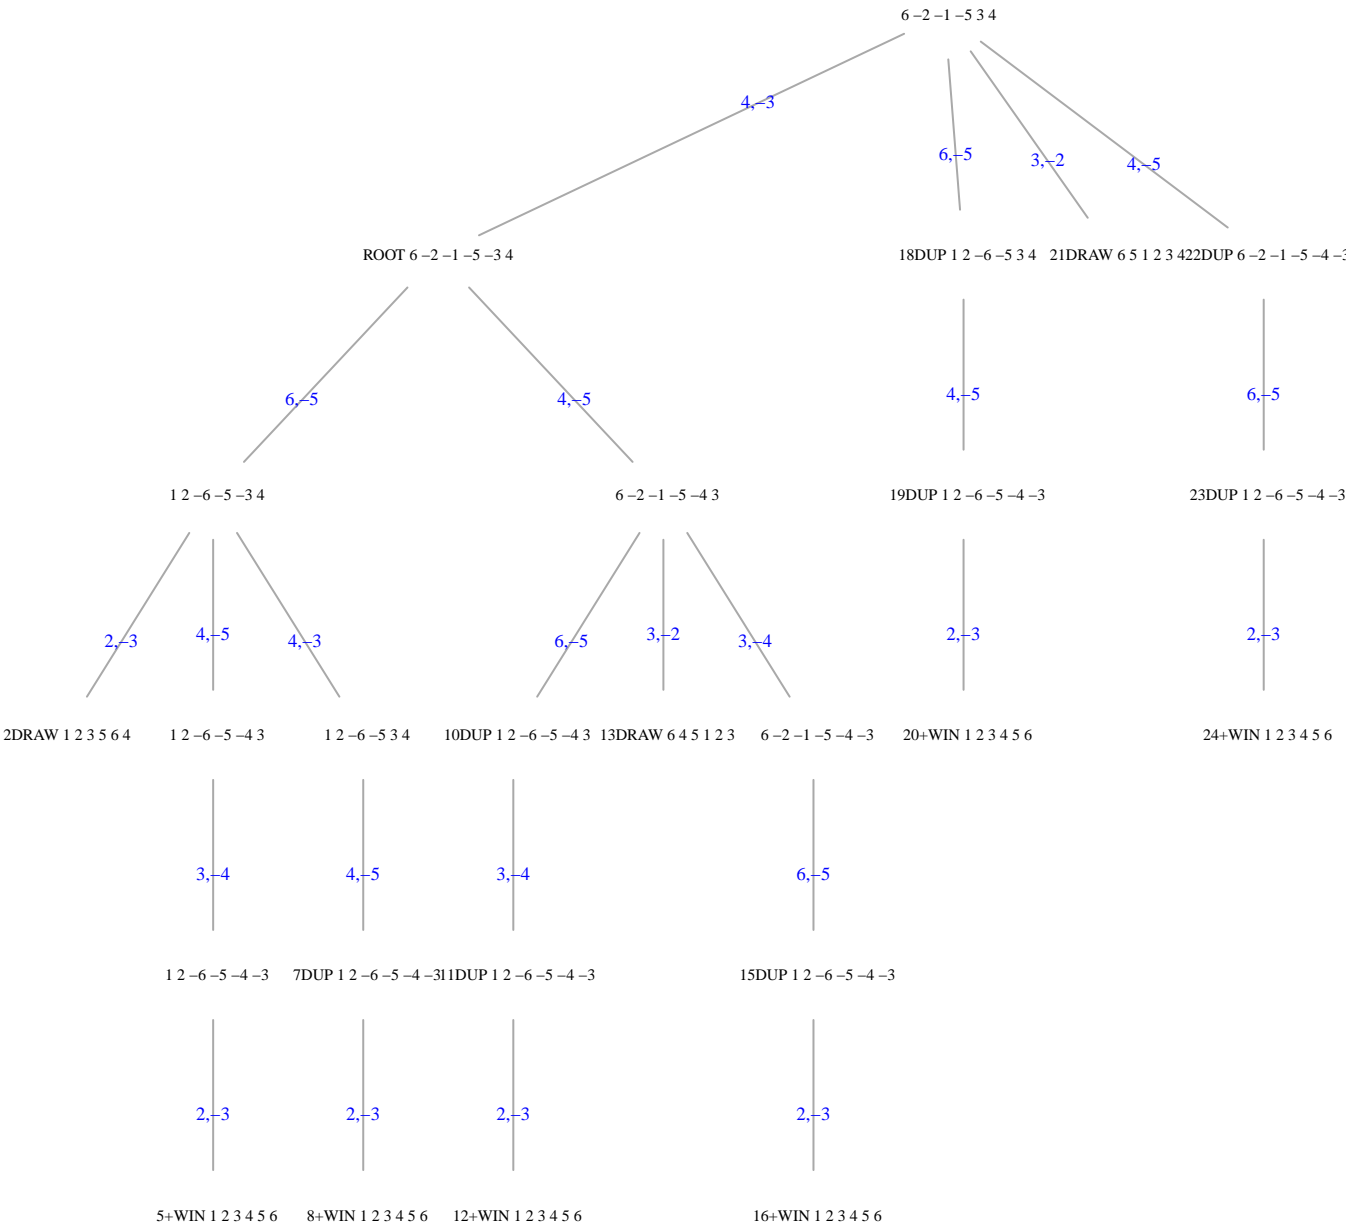 6 –2 –1 –5 3 4
4,–3
6,–5
3,–2
4,–5
ROOT 6 –2 –1 –5 –3 4
18DUP 1 2 –6 –5 3 4
21DRAW 6 5 1 2 3 4
22DUP 6 –2 –1 –5 –4 –3
6,–5
4,–5
4,–5
6,–5
1 2 –6 –5 –3 4
6 –2 –1 –5 –4 3
19DUP 1 2 –6 –5 –4 –3
23DUP 1 2 –6 –5 –4 –3
2,–3
4,–5
4,–3
6,–5
3,–2
3,–4
2,–3
2,–3
2DRAW 1 2 3 5 6 4
1 2 –6 –5 –4 3
1 2 –6 –5 3 4
10DUP 1 2 –6 –5 –4 3
13DRAW 6 4 5 1 2 3
6 –2 –1 –5 –4 –3
20+WIN 1 2 3 4 5 6
24+WIN 1 2 3 4 5 6
3,–4
4,–5
3,–4
6,–5
1 2 –6 –5 –4 –3
7DUP 1 2 –6 –5 –4 –3
11DUP 1 2 –6 –5 –4 –3
15DUP 1 2 –6 –5 –4 –3
2,–3
2,–3
2,–3
2,–3
5+WIN 1 2 3 4 5 6
8+WIN 1 2 3 4 5 6
12+WIN 1 2 3 4 5 6
16+WIN 1 2 3 4 5 6